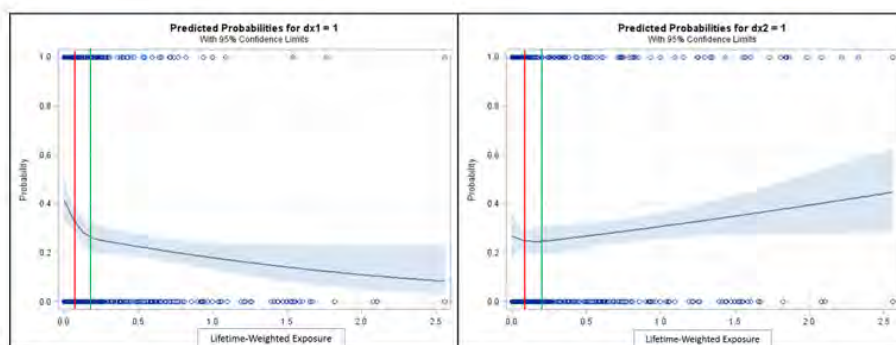 Predicted Probabilities for dx1 = 1
With 95% Confidence Limits
1.0
0.8
0.6
0.4
0.2
0.0
Probability
0.0 0.5 1.0 1.5 2.0 2.5
Lifetime-Weighted Exposure
Predicted Probabilities for dx2 = 1
With 95% Confidence Limits
1.0
0.8
0.6
0.4
0.2
0.0
Probability
0.0 0.5 1.0 1.5 2.0 2.5
Lifetime-Weighted Exposure